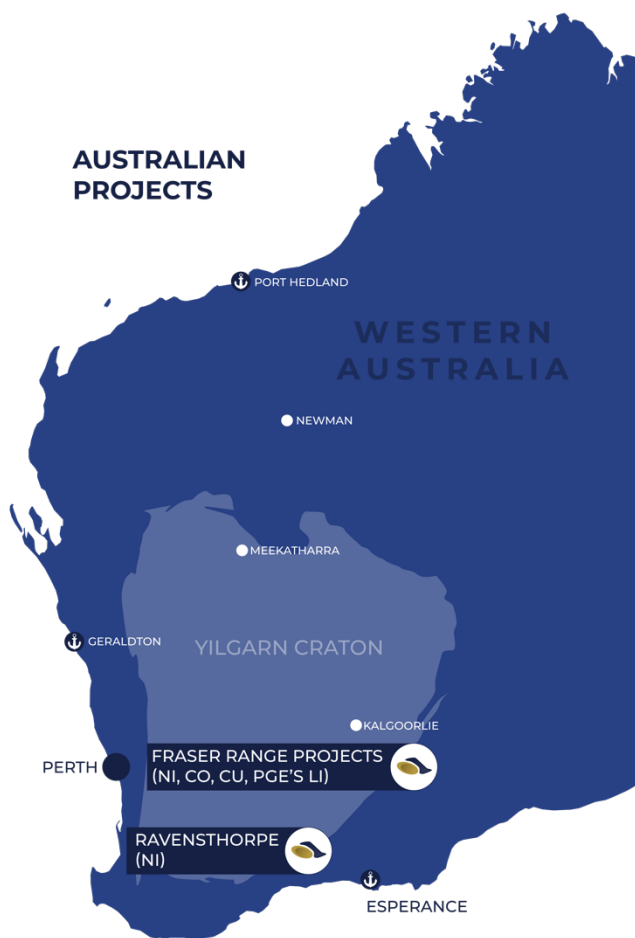 AUSTRALIAN
PROJECTS
PORT HEDLAND
WESTERN
AUSTRALIA
NEWMAN
MEEKATHARRA
GERALDTON
YILGARN CRATON
KALGOORLIE
PERTH
FRASER RANGE PROJECTS
(NI, CO, CU, PGE'S LI)
RAVENSTHORPE
(NI)
ESPERANCE